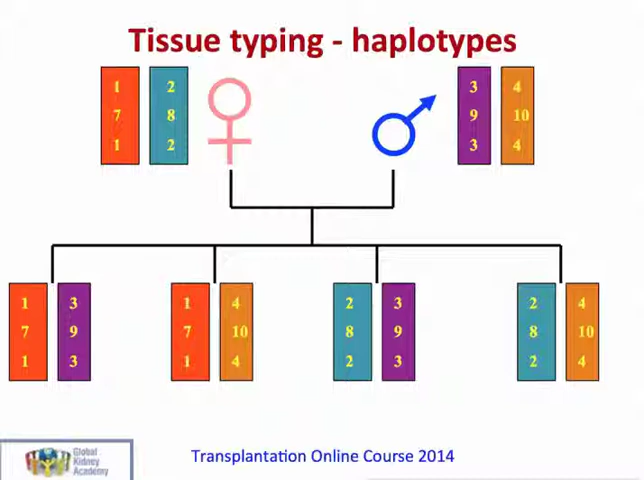 Tissue typing - haplotypes
1 2 3 4
7 8 9 10
1 2 3 4
1 3 1 4 2 3 2 4
7 9 7 10 8 9 8 10
1 3 1 4 2 3 2 4
Global
Kidney
Academy
Transplantation Online Course 2014